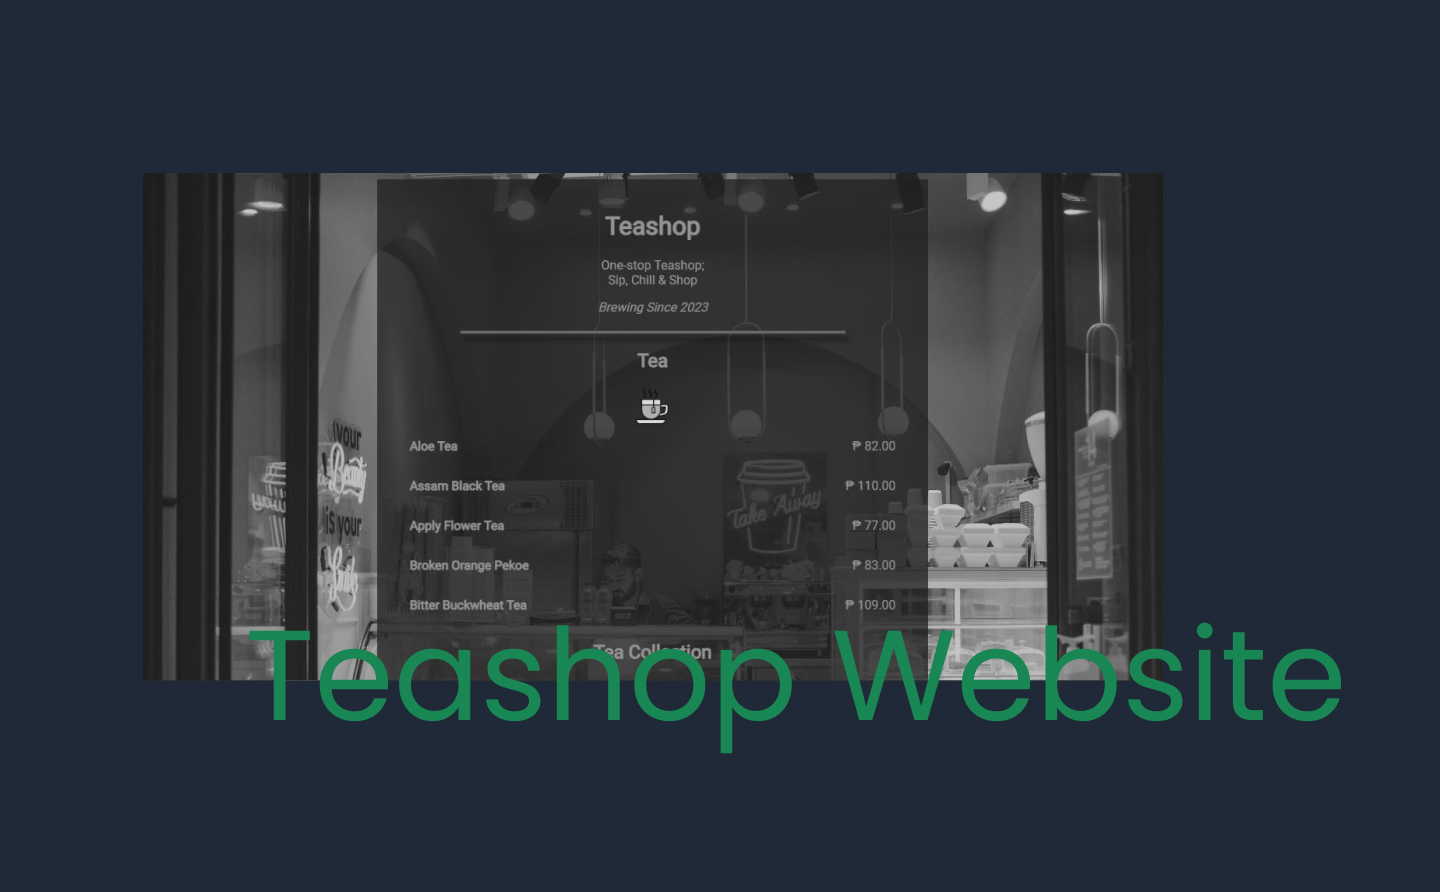 Teashop
One-stop Teashop;
Sip, Chill & Shop
Brewing Since 2023
Tea
Aloe Tea ₱ 82.00
Assam Black Tea ₱ 110.00
Apply Flower Tea ₱ 77.00
Broken Orange Pekoe ₱ 83.00
Bitter Buckwheat Tea ₱ 109.00
your
Beauty
is your
Smile
Take Away
Tea Collection
Teashop Website